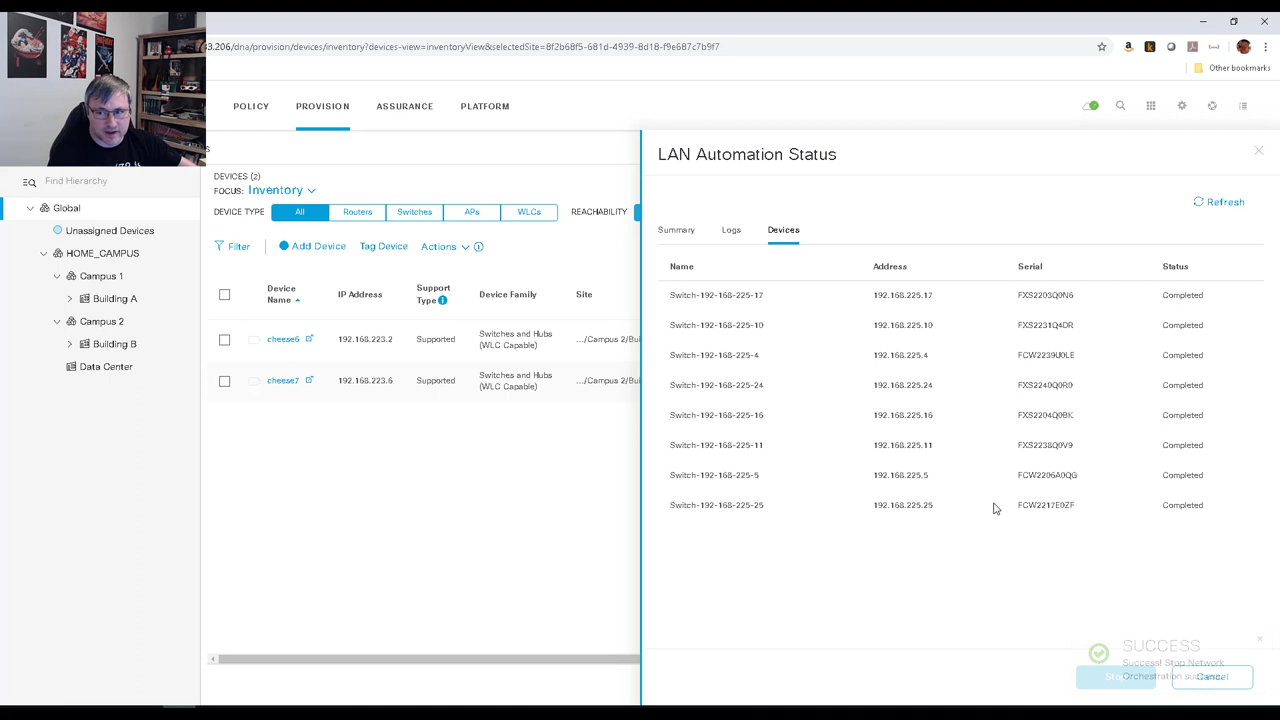 3.206/dna/provision/devices/inventory?devices-view=inventoryView&selectedSite=8f2b68f5-681d-4939-8d18-f9e687c7b9f7
Other bookmarks
POLICY PROVISION ASSURANCE PLATFORM
Find Hierarchy
Global
Unassigned Devices
HOME_CAMPUS
Campus 1
Building A
Campus 2
Building B
Data Center
DEVICES (2)
FOCUS: Inventory
DEVICE TYPE All Routers Switches APs WLCs REACHABILITY
Filter Add Device Tag Device Actions
Device Name IP Address Support Type Device Family Site
cheese6 192.168.223.2 Supported Switches and Hubs (WLC Capable) .../Campus 2/Bui
cheese7 192.168.223.6 Supported Switches and Hubs (WLC Capable) .../Campus 2/Bui
LAN Automation Status
Refresh
Summary Logs Devices
Name Address Serial Status
Switch-192-168-225-17 192.168.225.17 FXS2203Q0N6 Completed
Switch-192-168-225-10 192.168.225.10 FXS2231Q4DR Completed
Switch-192-168-225-4 192.168.225.4 FCW2239U0LE Completed
Switch-192-168-225-24 192.168.225.24 FXS2240Q0R0 Completed
Switch-192-168-225-16 192.168.225.16 FXS2204Q0BK Completed
Switch-192-168-225-11 192.168.225.11 FXS2238Q0V9 Completed
Switch-192-168-225-5 192.168.225.5 FCW2206A0QG Completed
Switch-192-168-225-25 192.168.225.25 FCW2217E0ZF Completed
SUCCESS
Success! Stop Network
Orchestration success.
Cancel